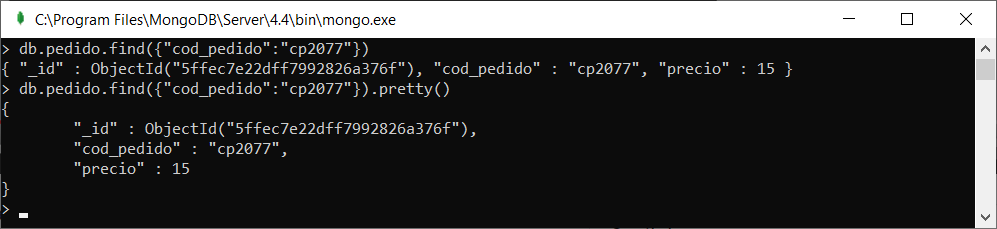 C:\Program Files\MongoDB\Server\4.4\bin\mongo.exe
> db.pedido.find({"cod_pedido":"cp2077"})
{ "_id" : ObjectId("5ffec7e22dff7992826a376f"), "cod_pedido" : "cp2077", "precio" : 15 }
> db.pedido.find({"cod_pedido":"cp2077"}).pretty()
{
        "_id" : ObjectId("5ffec7e22dff7992826a376f"),
        "cod_pedido" : "cp2077",
        "precio" : 15
}
>